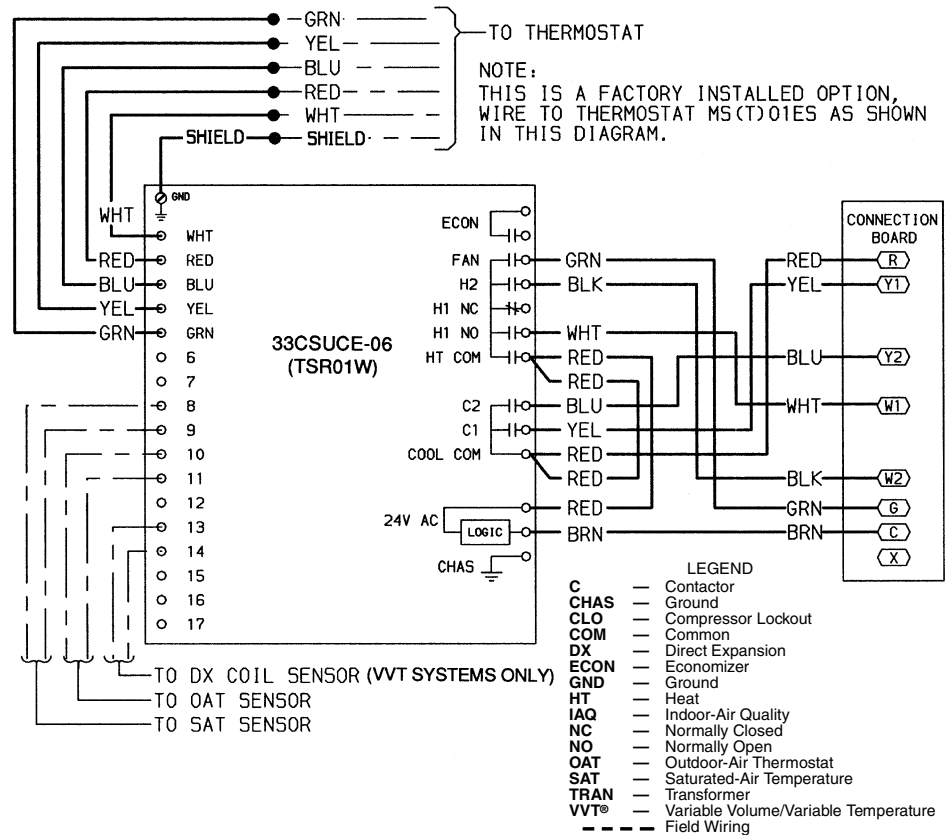 GRN
YEL
BLU
RED
WHT
SHIELD SHIELD
TO THERMOSTAT
NOTE:
THIS IS A FACTORY INSTALLED OPTION,
WIRE TO THERMOSTAT MS(T)01ES AS SHOWN
IN THIS DIAGRAM.
GND
WHT
RED
BLU
YEL
GRN
WHT
RED
BLU
YEL
GRN
6
7
8
9
10
11
12
13
14
15
16
17
33CSUCE-06
(TSR01W)
ECON
FAN
H2
H1 NC
H1 NO
HT COM
C2
C1
COOL COM
24V AC
LOGIC
CHAS
GRN
BLK
WHT
RED
RED
BLU
YEL
RED
RED
RED
BRN
RED
YEL
BLU
WHT
BLK
GRN
BRN
CONNECTION
BOARD
R
Y1
Y2
W1
W2
G
C
X
TO DX COIL SENSOR (VVT SYSTEMS ONLY)
TO OAT SENSOR
TO SAT SENSOR
LEGEND
C — Contactor
CHAS — Ground
CLO — Compressor Lockout
COM — Common
DX — Direct Expansion
ECON — Economizer
GND — Ground
HT — Heat
IAQ — Indoor-Air Quality
NC — Normally Closed
NO — Normally Open
OAT — Outdoor-Air Thermostat
SAT — Saturated-Air Temperature
TRAN — Transformer
VVT® — Variable Volume/Variable Temperature
Field Wiring